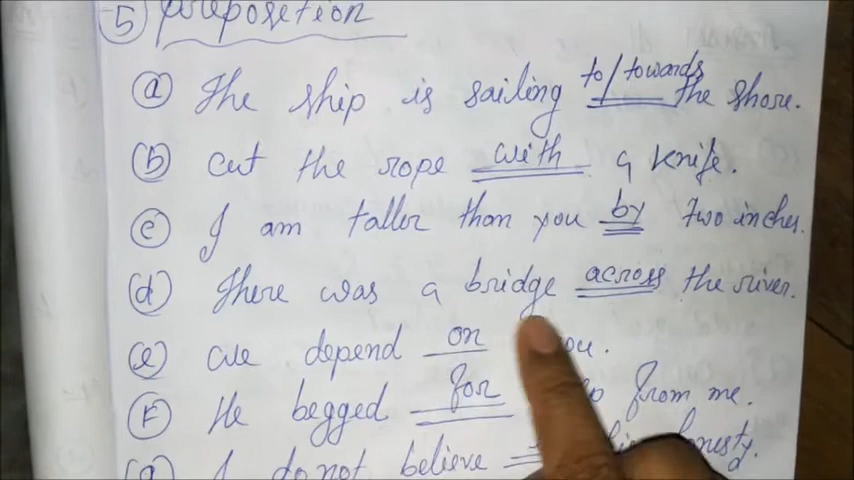 5 preposetion
a The ship is sailing to/towards the shore.
b cut the rope with a knife.
c I am taller than you by two inches.
d There was a bridge across the river.
e we depend on you.
F He begged for from me.
g I do not believe honesty.